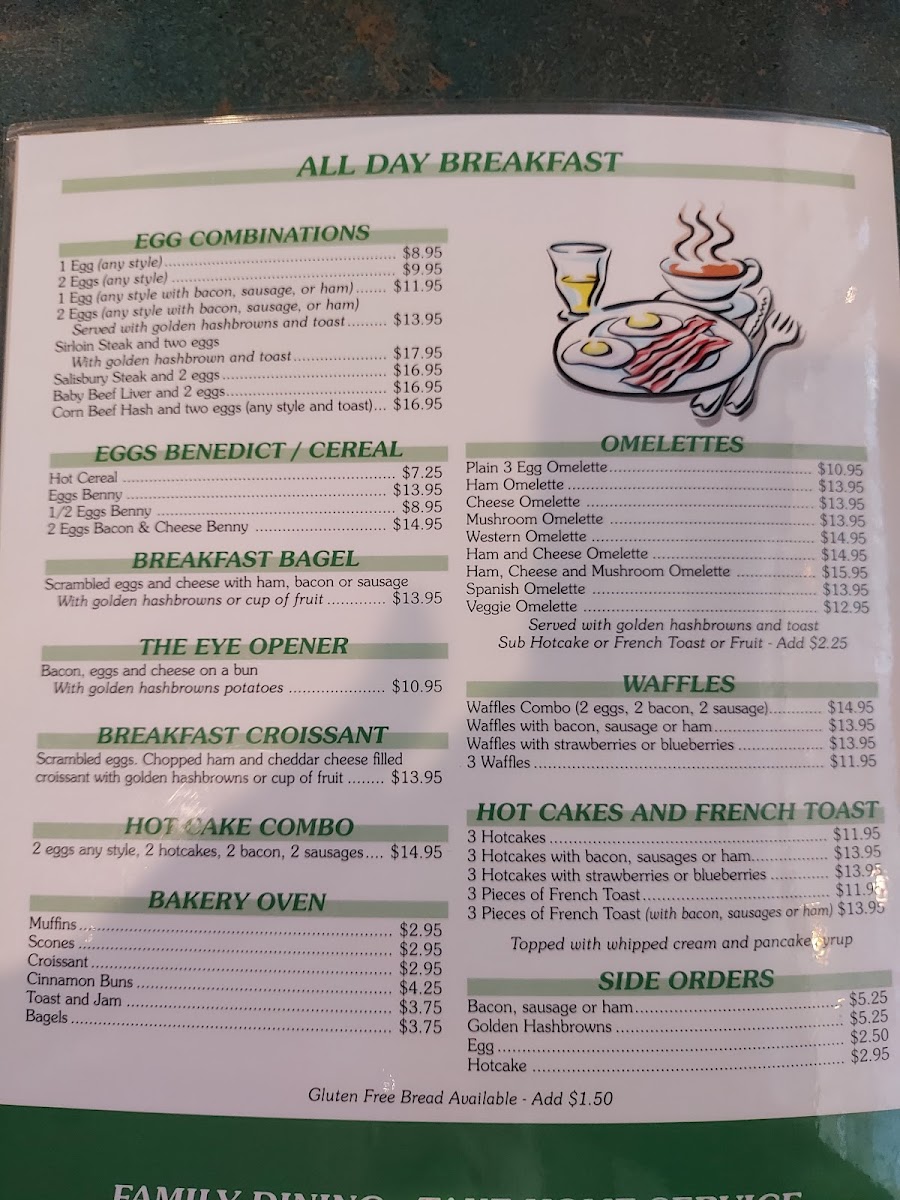 ALL DAY BREAKFAST
EGG COMBINATIONS
1 Egg (any style) $8.95
2 Eggs (any style) $9.95
1 Egg (any style with bacon, sausage, or ham) $11.95
2 Eggs (any style with bacon, sausage, or ham)
Served with golden hashbrowns and toast $13.95
Sirloin Steak and two eggs
With golden hashbrown and toast $17.95
Salisbury Steak and 2 eggs $16.95
Baby Beef Liver and 2 eggs $16.95
Corn Beef Hash and two eggs (any style and toast) $16.95
EGGS BENEDICT / CEREAL
Hot Cereal $7.25
Eggs Benny $13.95
1/2 Eggs Benny $8.95
2 Eggs Bacon & Cheese Benny $14.95
BREAKFAST BAGEL
Scrambled eggs and cheese with ham, bacon or sausage
With golden hashbrowns or cup of fruit $13.95
THE EYE OPENER
Bacon, eggs and cheese on a bun
With golden hashbrowns potatoes $10.95
BREAKFAST CROISSANT
Scrambled eggs. Chopped ham and cheddar cheese filled
croissant with golden hashbrowns or cup of fruit $13.95
HOT CAKE COMBO
2 eggs any style, 2 hotcakes, 2 bacon, 2 sausages $14.95
BAKERY OVEN
Muffins $2.95
Scones $2.95
Croissant $2.95
Cinnamon Buns $4.25
Toast and Jam $3.75
Bagels $3.75
OMELETTES
Plain 3 Egg Omelette $10.95
Ham Omelette $13.95
Cheese Omelette $13.95
Mushroom Omelette $13.95
Western Omelette $14.95
Ham and Cheese Omelette $14.95
Ham, Cheese and Mushroom Omelette $15.95
Spanish Omelette $13.95
Veggie Omelette $12.95
Served with golden hashbrowns and toast
Sub Hotcake or French Toast or Fruit - Add $2.25
WAFFLES
Waffles Combo (2 eggs, 2 bacon, 2 sausage) $14.95
Waffles with bacon, sausage or ham $13.95
Waffles with strawberries or blueberries $13.95
3 Waffles $11.95
HOT CAKES AND FRENCH TOAST
3 Hotcakes $11.95
3 Hotcakes with bacon, sausages or ham $13.95
3 Hotcakes with strawberries or blueberries $13.95
3 Pieces of French Toast $11.95
3 Pieces of French Toast (with bacon, sausages or ham) $13.95
Topped with whipped cream and pancake syrup
SIDE ORDERS
Bacon, sausage or ham $5.25
Golden Hashbrowns $5.25
Egg $2.50
Hotcake $2.95
Gluten Free Bread Available - Add $1.50
FAMILY DINING - TAKE HOME SERVICE